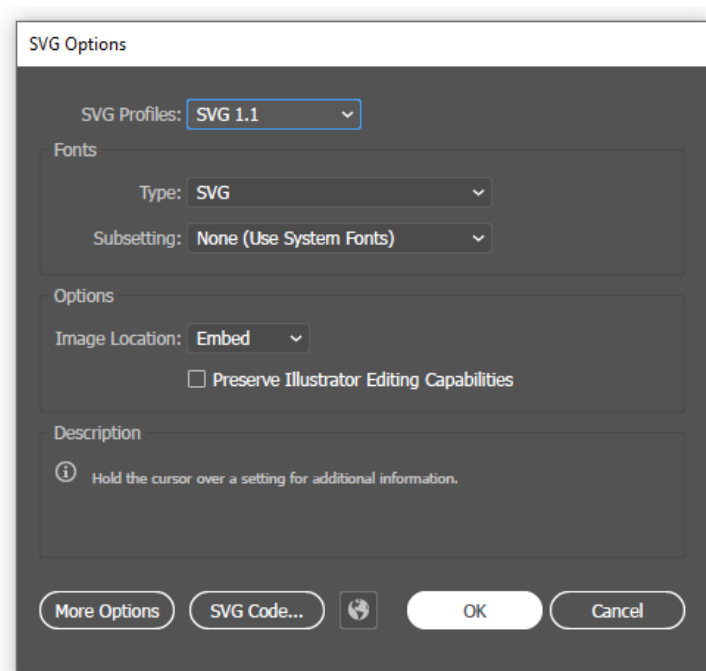 SVG Options
SVG Profiles: SVG 1.1
Fonts
Type: SVG
Subsetting: None (Use System Fonts)
Options
Image Location: Embed
Preserve Illustrator Editing Capabilities
Description
Hold the cursor over a setting for additional information.
More Options SVG Code... OK Cancel